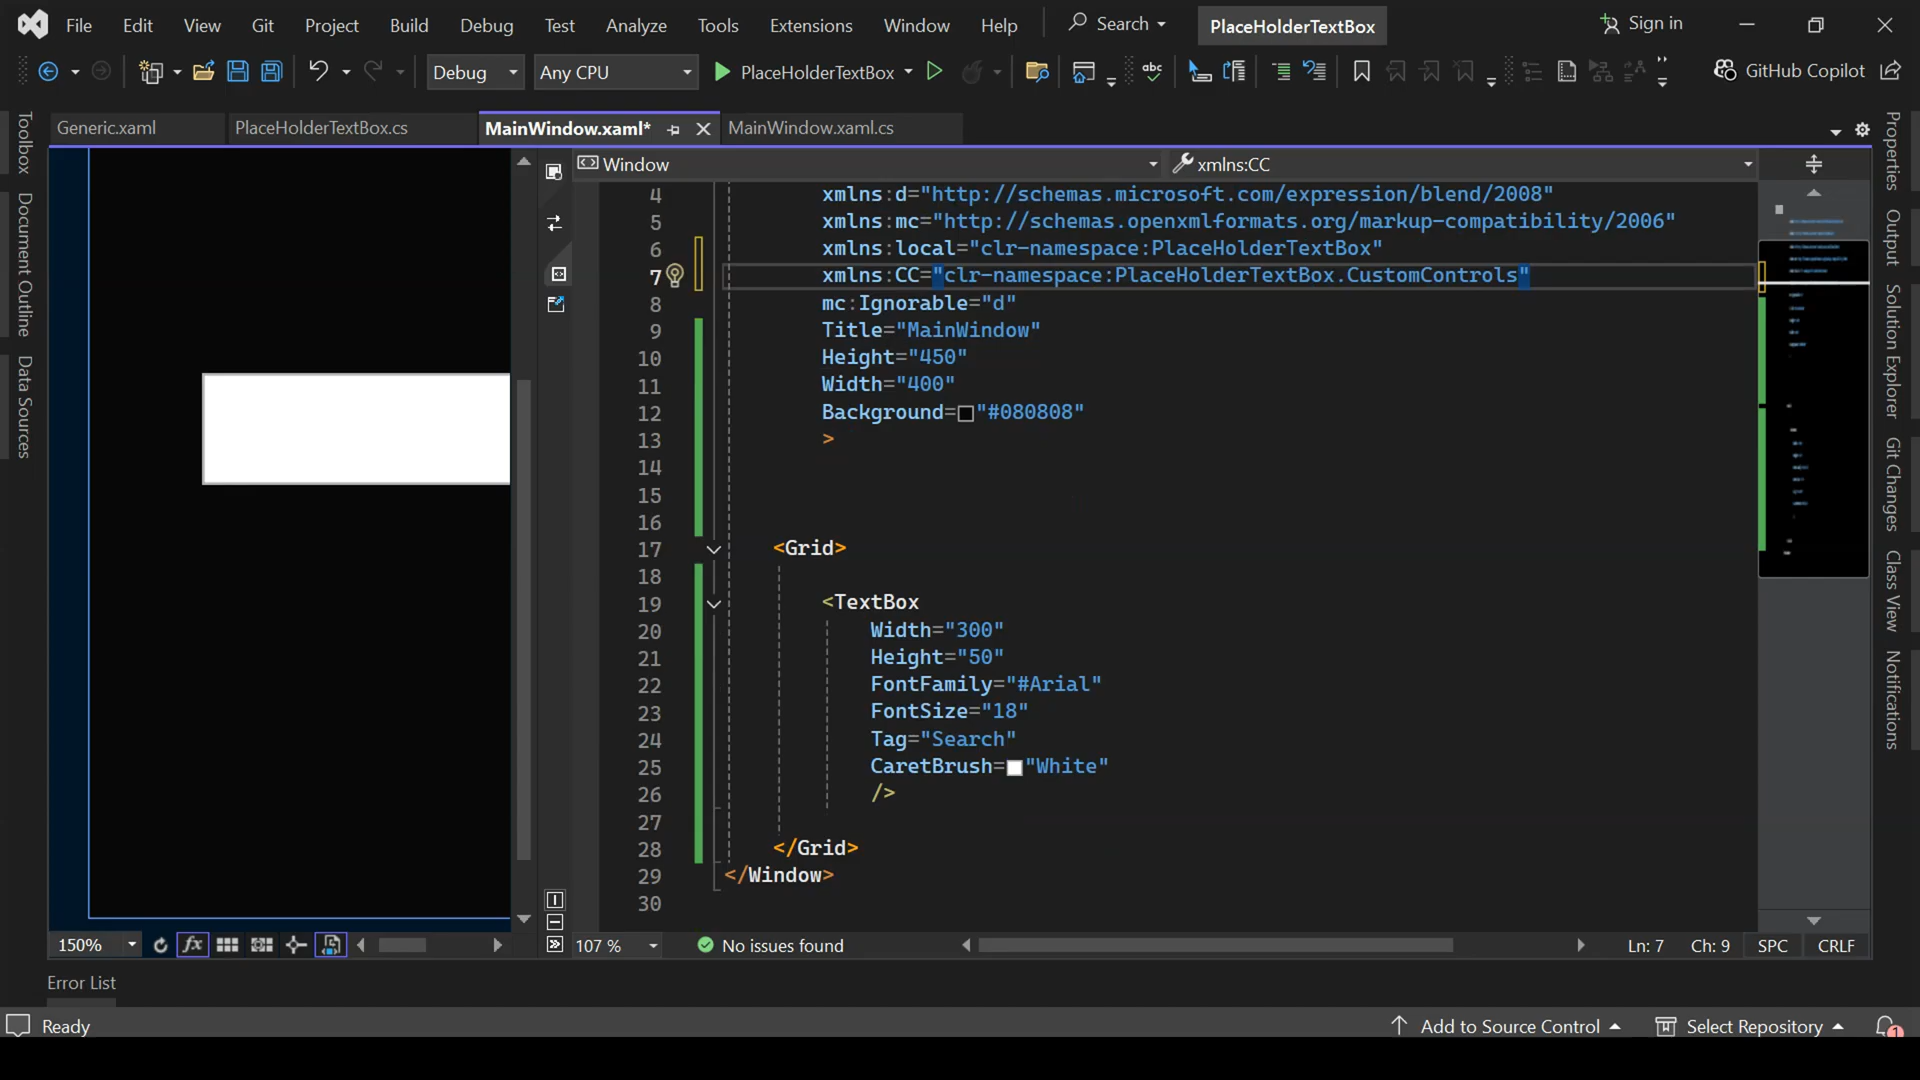 File Edit View Git Project Build Debug Test Analyze Tools Extensions Window Help Search PlaceHolderTextBox Sign in
Debug Any CPU PlaceHolderTextBox GitHub Copilot
Generic.xaml PlaceHolderTextBox.cs MainWindow.xaml* MainWindow.xaml.cs
Toolbox
Document Outline
Data Sources
Window xmlns:CC
4 xmlns:d="http://schemas.microsoft.com/expression/blend/2008"
5 xmlns:mc="http://schemas.openxmlformats.org/markup-compatibility/2006"
6 xmlns:local="clr-namespace:PlaceHolderTextBox"
7 xmlns:CC="clr-namespace:PlaceHolderTextBox.CustomControls"
8 mc:Ignorable="d"
9 Title="MainWindow"
10 Height="450"
11 Width="400"
12 Background="#080808"
13 >
14
15
16
17 <Grid>
18
19 <TextBox
20 Width="300"
21 Height="50"
22 FontFamily="#Arial"
23 FontSize="18"
24 Tag="Search"
25 CaretBrush="White"
26 />
27
28 </Grid>
29 </Window>
30
Properties
Output
Solution Explorer
Git Changes
Class View
Notifications
150% fx 107 % No issues found Ln: 7 Ch: 9 SPC CRLF
Error List
Ready Add to Source Control Select Repository 1